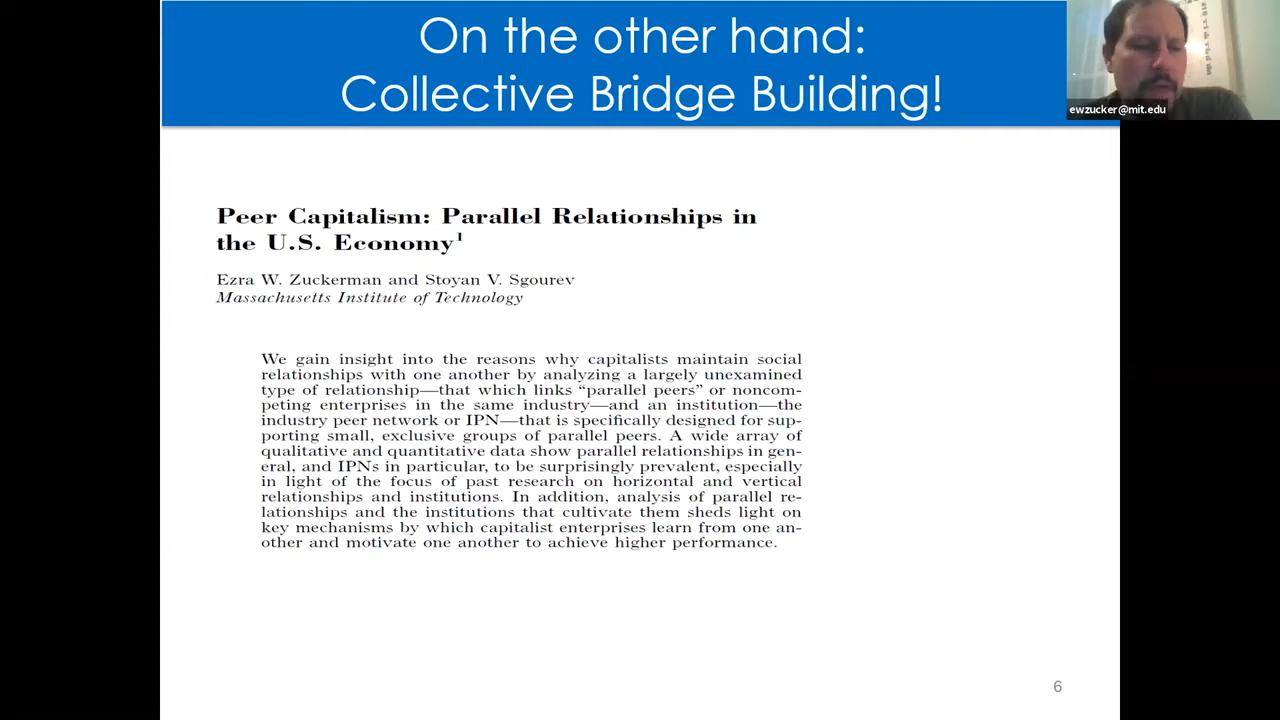 On the other hand:
Collective Bridge Building!
ewzucker@mit.edu
Peer Capitalism: Parallel Relationships in
the U.S. Economy¹
Ezra W. Zuckerman and Stoyan V. Sgourev
Massachusetts Institute of Technology
We gain insight into the reasons why capitalists maintain social
relationships with one another by analyzing a largely unexamined
type of relationship—that which links “parallel peers” or noncom-
peting enterprises in the same industry—and an institution—the
industry peer network or IPN—that is specifically designed for sup-
porting small, exclusive groups of parallel peers. A wide array of
qualitative and quantitative data show parallel relationships in gen-
eral, and IPNs in particular, to be surprisingly prevalent, especially
in light of the focus of past research on horizontal and vertical
relationships and institutions. In addition, analysis of parallel re-
lationships and the institutions that cultivate them sheds light on
key mechanisms by which capitalist enterprises learn from one an-
other and motivate one another to achieve higher performance.
6